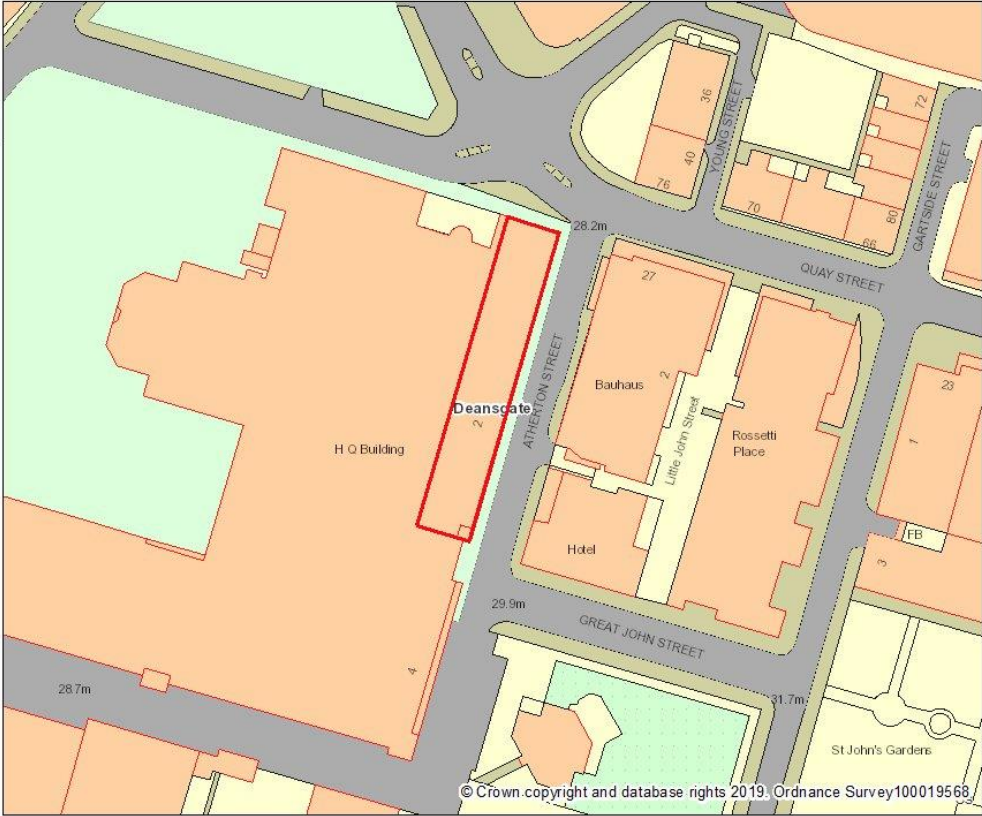 36
72
YOUNG STREET
40
76
70
80
66
GARTSIDE STREET
28.2m
QUAY STREET
27
Bauhaus
2
Deansgate
2
ATHERTON STREET
Little John Street
Rossetti
Place
23
1
H Q Building
Hotel
FB
3
29.9m
GREAT JOHN STREET
4
28.7m
31.7m
St John's Gardens
© Crown copyright and database rights 2019. Ordnance Survey100019568